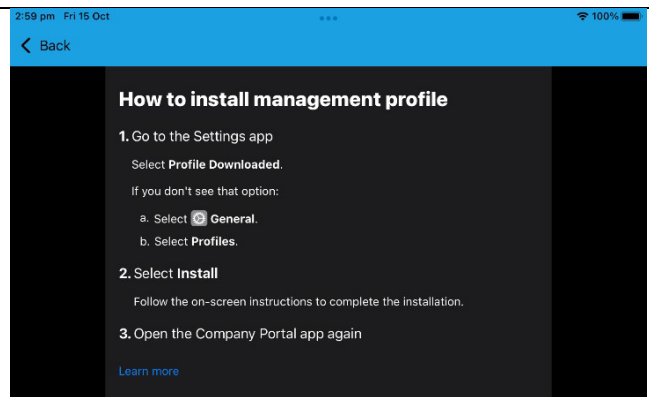 2:59 pm Fri 15 Oct
100%
Back
How to install management profile
1. Go to the Settings app
Select Profile Downloaded.
If you don't see that option:
a. Select General.
b. Select Profiles.
2. Select Install
Follow the on-screen instructions to complete the installation.
3. Open the Company Portal app again
Learn more